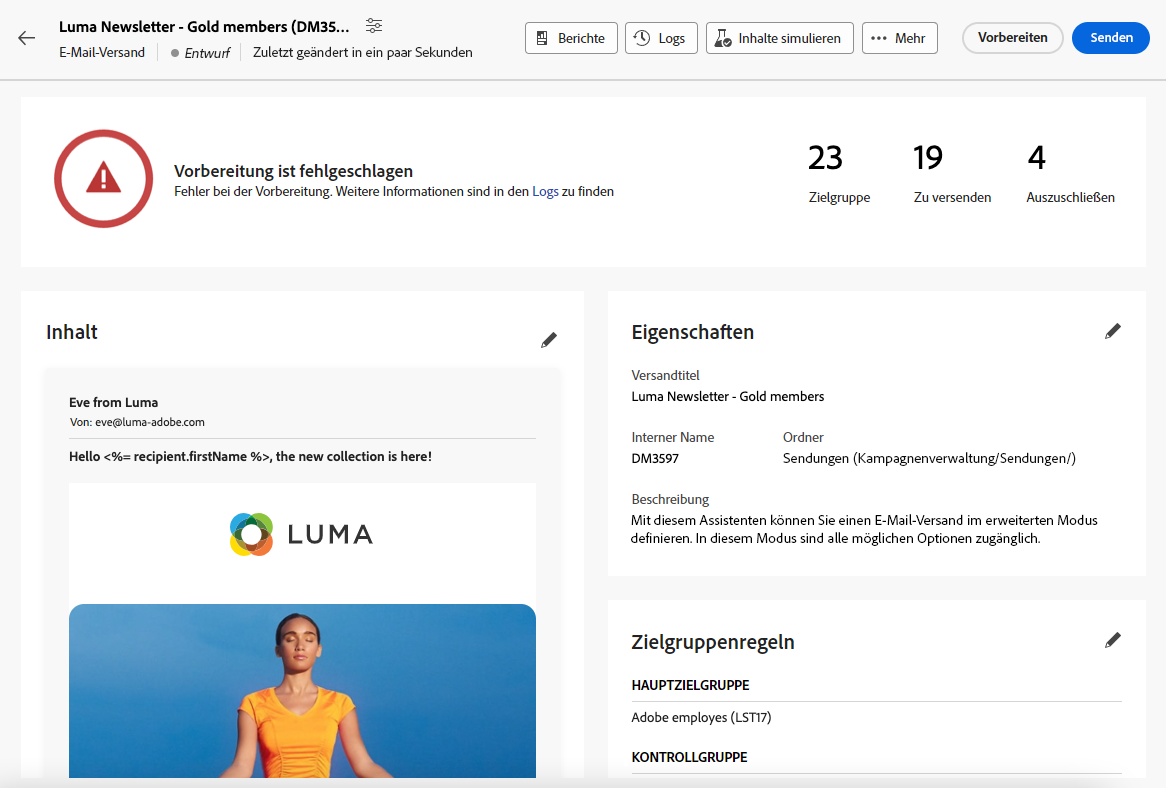 Luma Newsletter - Gold members (DM35...
E-Mail-Versand
Entwurf
Zuletzt geändert in ein paar Sekunden
Berichte
Logs
Inhalte simulieren
Mehr
Vorbereiten
Senden
Vorbereitung ist fehlgeschlagen
Fehler bei der Vorbereitung. Weitere Informationen sind in den Logs zu finden
23
Zielgruppe
19
Zu versenden
4
Auszuschließen
Inhalt
Eve from Luma
Von: eve@luma-adobe.com
Hello <%= recipient.firstName %>, the new collection is here!
LUMA
Eigenschaften
Versandtitel
Luma Newsletter - Gold members
Interner Name
DM3597
Ordner
Sendungen (Kampagnenverwaltung/Sendungen/)
Beschreibung
Mit diesem Assistenten können Sie einen E-Mail-Versand im erweiterten Modus
definieren. In diesem Modus sind alle möglichen Optionen zugänglich.
Zielgruppenregeln
HAUPTZIELGRUPPE
Adobe employes (LST17)
KONTROLLGRUPPE